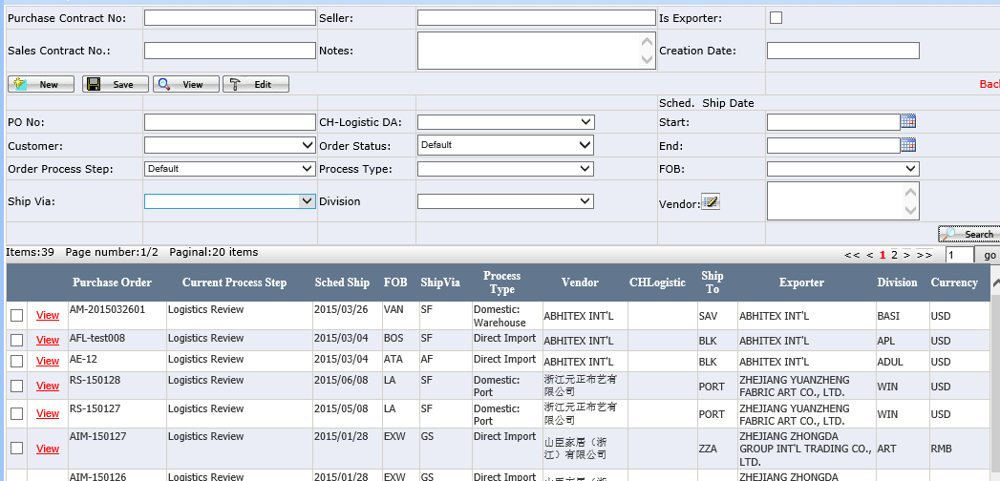 Purchase Contract No: Seller: Is Exporter:
Sales Contract No.: Notes: Creation Date:
New Save View Edit Bac
Sched. Ship Date
PO No: CH-Logistic DA: Start:
Customer: Order Status: Default End:
Order Process Step: Default Process Type: FOB:
Ship Via: Division Vendor:
Search
Items:39 Page number:1/2 Paginal:20 items << < 1 2 > >> 1 go
Purchase Order Current Process Step Sched Ship FOB ShipVia Process Type Vendor CHLogistic Ship To Exporter Division Currency
View AM-2015032601 Logistics Review 2015/03/26 VAN SF Domestic: Warehouse ABHITEX INT'L SAV ABHITEX INT'L BASI USD
View AFL-test008 Logistics Review 2015/03/04 BOS SF Direct Import ABHITEX INT'L BLK ABHITEX INT'L APL USD
View AE-12 Logistics Review 2015/03/04 ATA AF Direct Import ABHITEX INT'L BLK ABHITEX INT'L ADUL USD
View RS-150128 Logistics Review 2015/06/08 LA SF Domestic: Port 浙江元正布艺有限公司 PORT ZHEJIANG YUANZHENG FABRIC ART CO., LTD. WIN USD
View RS-150127 Logistics Review 2015/05/08 LA SF Domestic: Port 浙江元正布艺有限公司 PORT ZHEJIANG YUANZHENG FABRIC ART CO., LTD. WIN USD
View AIM-150127 Logistics Review 2015/01/28 EXW GS Direct Import 山臣家居（浙江）有限公司 ZZA ZHEJIANG ZHONGDA GROUP INT'L TRADING CO., LTD. ART RMB
AIM-150126 Logistics Review 2015/01/28 EXW GS Direct Import 山臣家居（浙 ZHEJIANG ZHONGDA